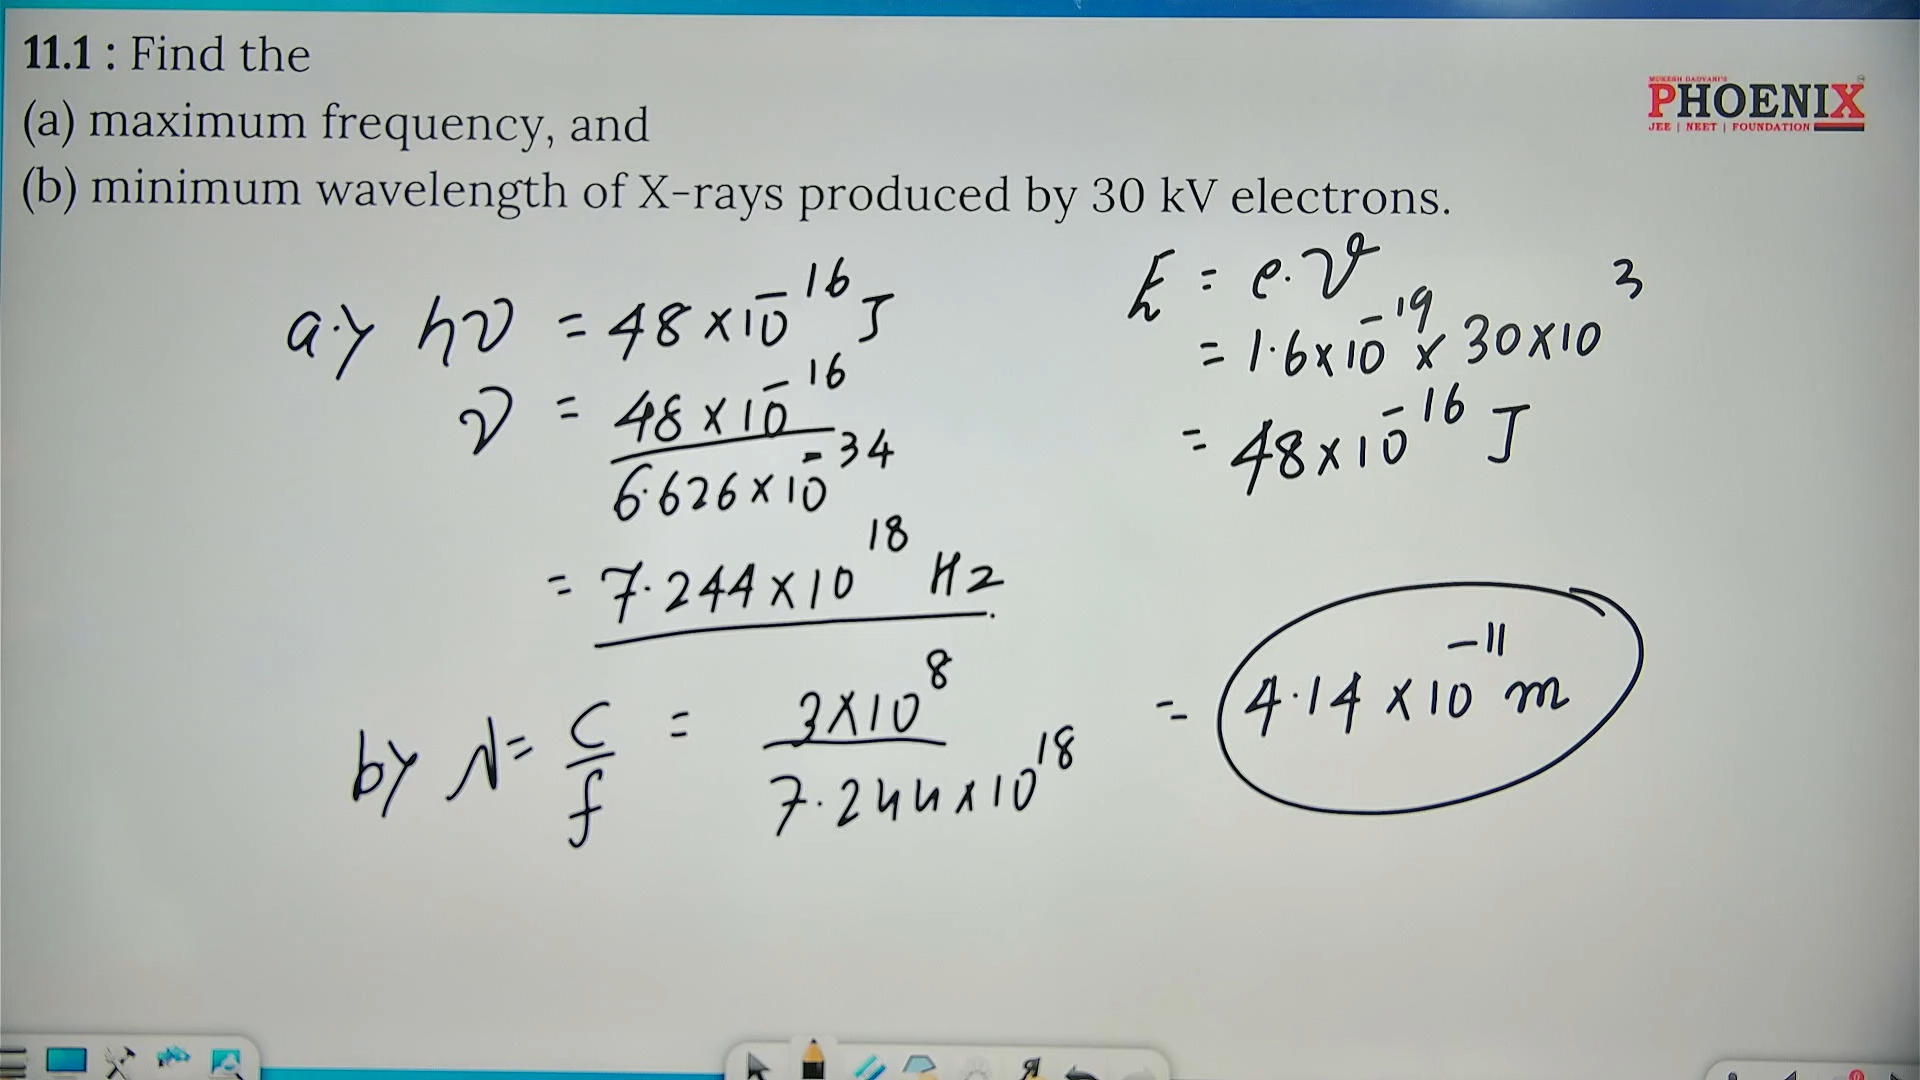 11.1 : Find the
(a) maximum frequency, and
(b) minimum wavelength of X-rays produced by 30 kV electrons.
MUKESH DADVANI'S
PHOENIX
JEE | NEET | FOUNDATION
a.) hν = 48 × 10⁻¹⁶ J
ν = 48 × 10⁻¹⁶ / 6.626 × 10⁻³⁴
= 7.244 × 10¹⁸ Hz
E = e.V
= 1.6 × 10⁻¹⁹ × 30 × 10³
= 48 × 10⁻¹⁶ J
b) λ = c/f = 3 × 10⁸ / 7.244 × 10¹⁸ = 4.14 × 10⁻¹¹ m